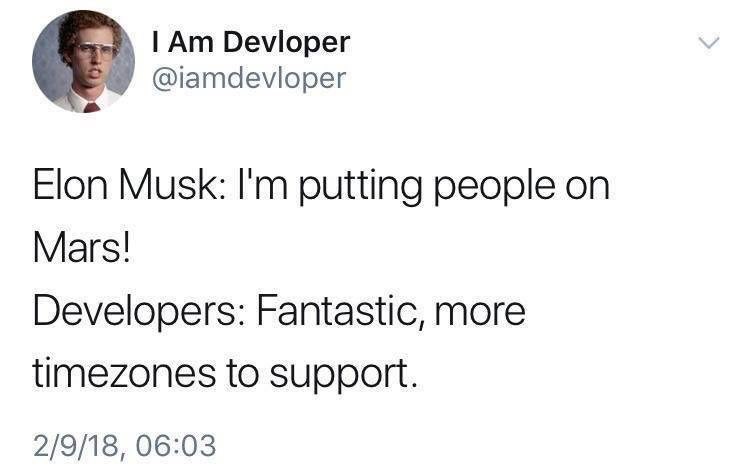 I Am Devloper
@iamdevloper
Elon Musk: I'm putting people on
Mars!
Developers: Fantastic, more
timezones to support.
2/9/18, 06:03